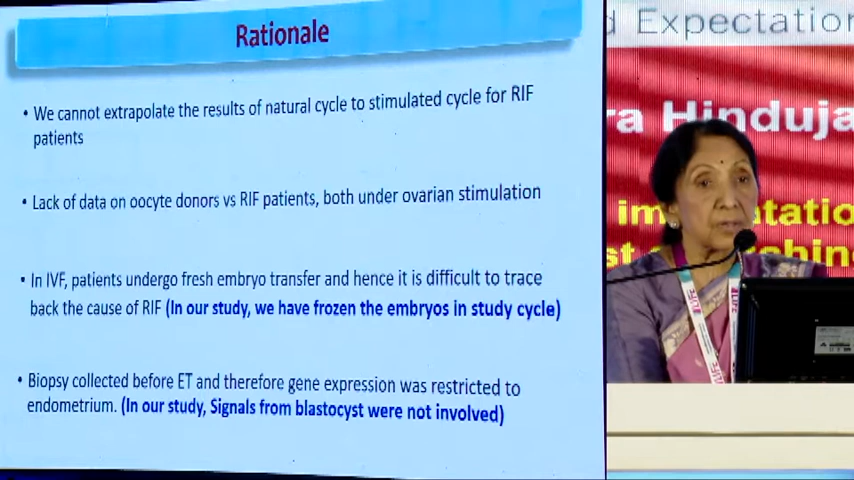 Rationale
• We cannot extrapolate the results of natural cycle to stimulated cycle for RIF
patients
• Lack of data on oocyte donors vs RIF patients, both under ovarian stimulation
• In IVF, patients undergo fresh embryo transfer and hence it is difficult to trace
back the cause of RIF (In our study, we have frozen the embryos in study cycle)
• Biopsy collected before ET and therefore gene expression was restricted to
endometrium. (In our study, Signals from blastocyst were not involved)
d Expectation
ra Hinduja